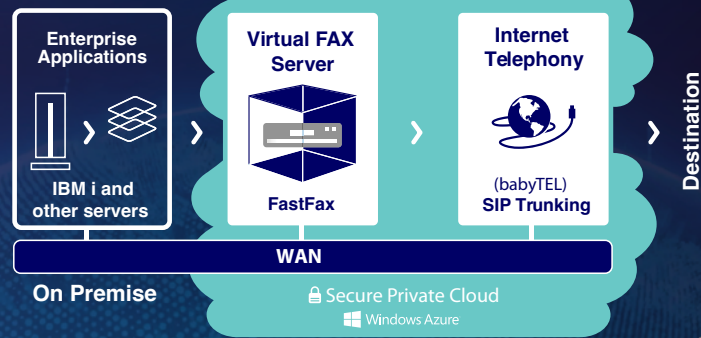 Enterprise
Applications
IBM i and
other servers
Virtual FAX
Server
FastFax
Internet
Telephony
(babyTEL)
SIP Trunking
Destination
WAN
On Premise
Secure Private Cloud
Windows Azure